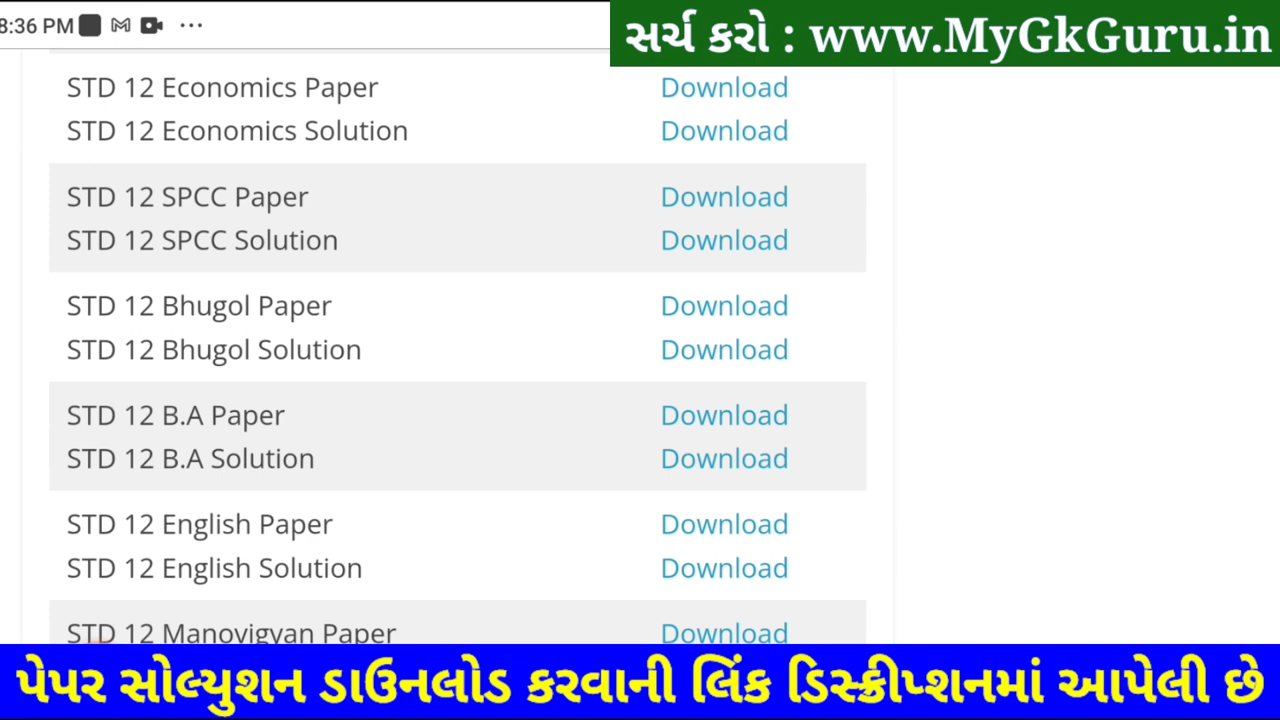 8:36 PM ...
સર્ચ કરો : www.MyGkGuru.in
STD 12 Economics Paper Download
STD 12 Economics Solution Download
STD 12 SPCC Paper Download
STD 12 SPCC Solution Download
STD 12 Bhugol Paper Download
STD 12 Bhugol Solution Download
STD 12 B.A Paper Download
STD 12 B.A Solution Download
STD 12 English Paper Download
STD 12 English Solution Download
STD 12 Manovigyan Paper Download
પેપર સોલ્યુશન ડાઉનલોડ કરવાની લિંક ડિસ્ક્રીપ્શનમાં આપેલી છે